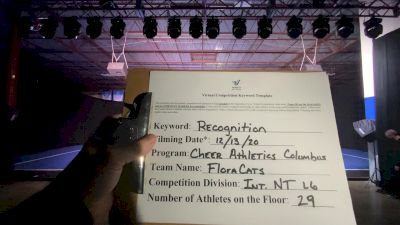 Virtual Competition Keyword Template
Keyword: Recognition
Filming Date*: 12/13/20
Program: Cheer Athletics Columbus
Team Name: FloraCats
Competition Division: Int. NT L6
Number of Athletes on the Floor: 29